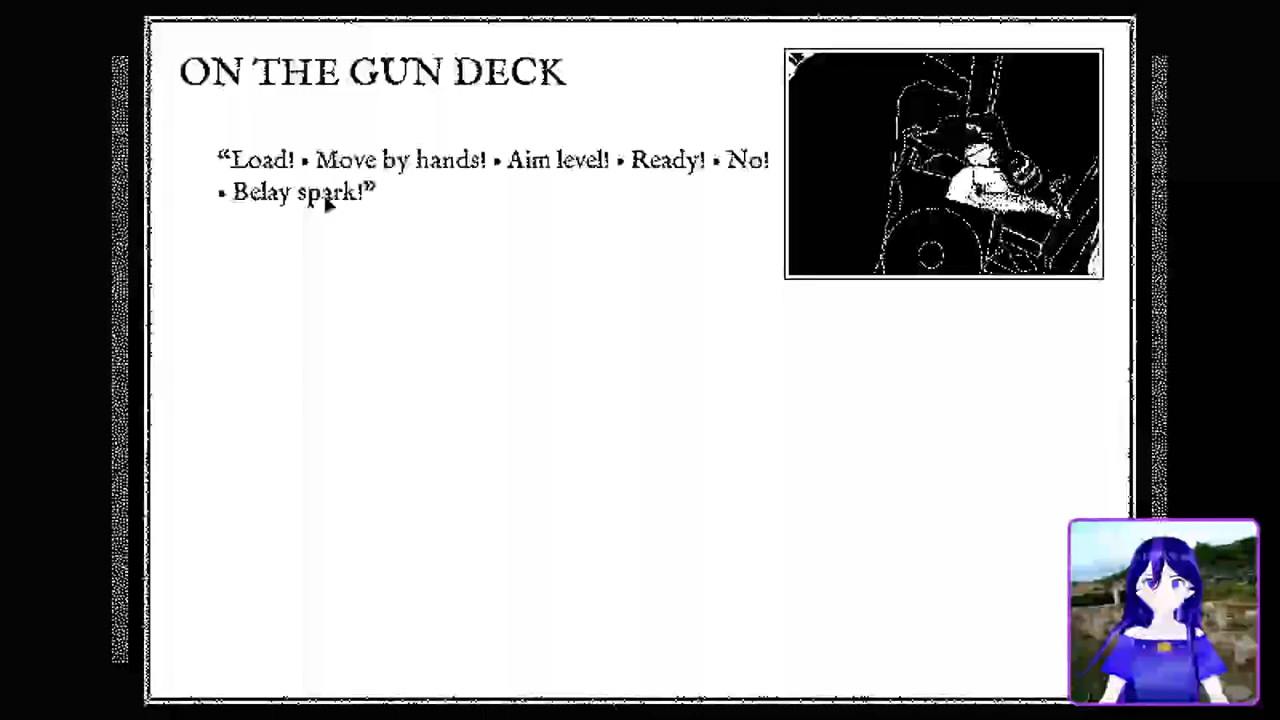 ON THE GUN DECK
“Load! • Move by hands! • Aim level! • Ready! • No!
• Belay spark!”